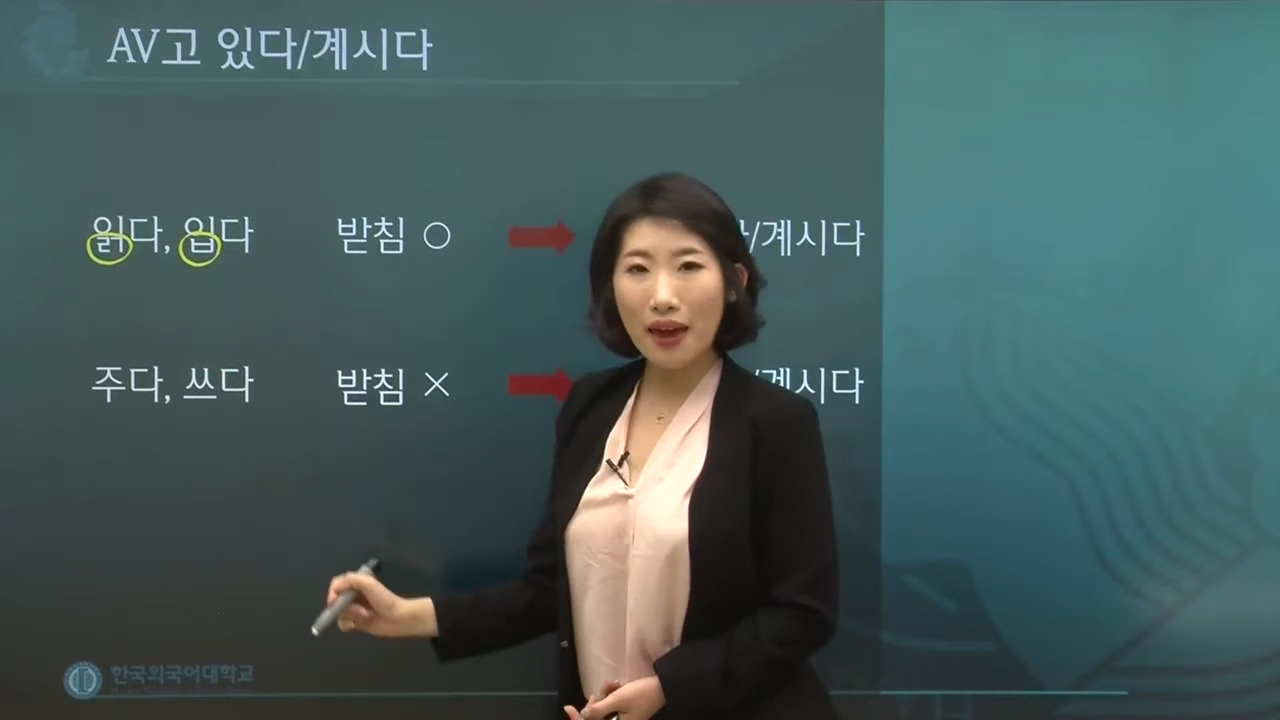 AV고 있다/계시다
읽다, 입다 받침 ○ /계시다
주다, 쓰다 받침 × /계시다
한국외국어대학교